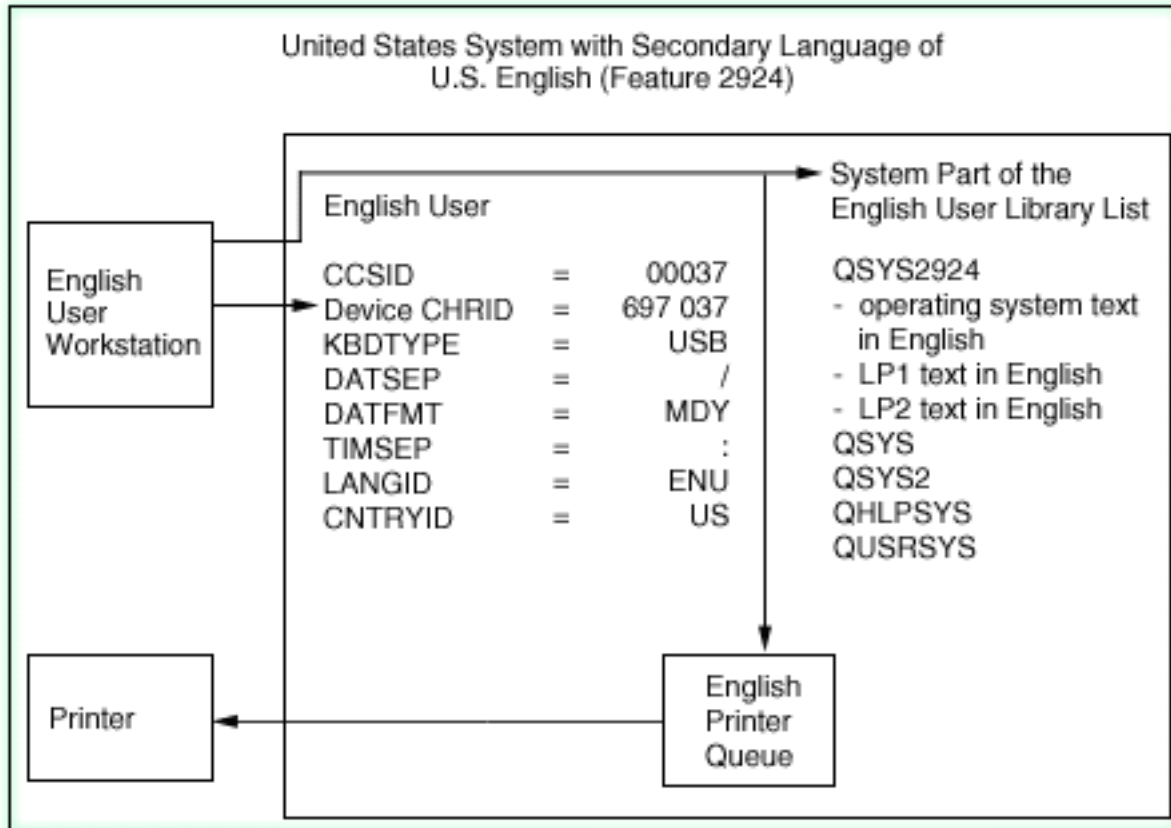 United States System with Secondary Language of
U.S. English (Feature 2924)
English
User
Workstation
English User
CCSID = 00037
Device CHRID = 697 037
KBDTYPE = USB
DATSEP = /
DATFMT = MDY
TIMSEP = :
LANGID = ENU
CNTRYID = US
System Part of the
English User Library List
QSYS2924
- operating system text
in English
- LP1 text in English
- LP2 text in English
QSYS
QSYS2
QHLPSYS
QUSRSYS
Printer
English
Printer
Queue